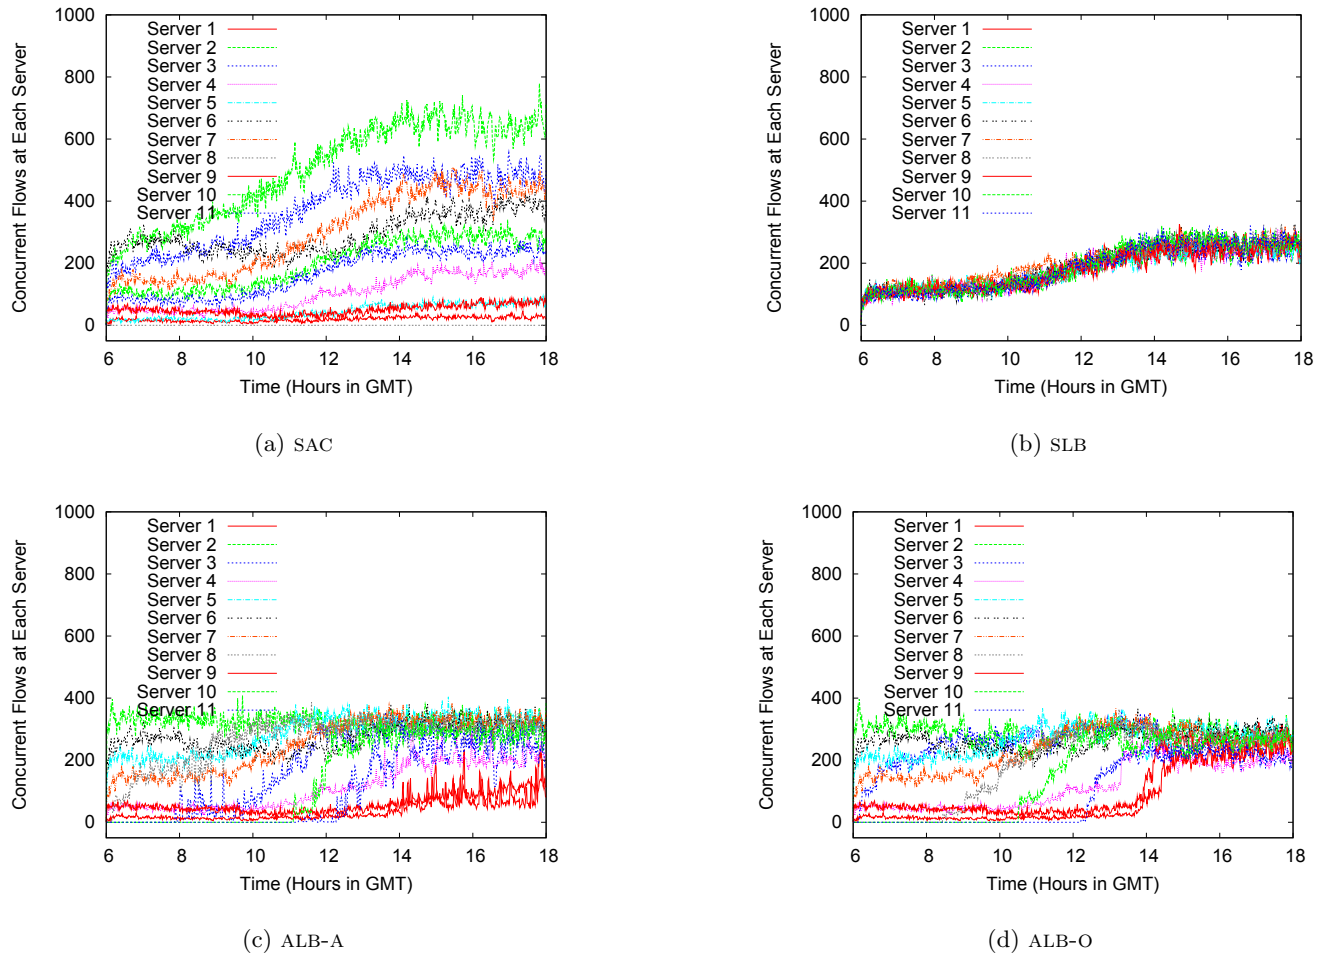 Concurrent Flows at Each Server
1000
800
600
400
200
0
Server 1
Server 2
Server 3
Server 4
Server 5
Server 6
Server 7
Server 8
Server 9
Server 10
Server 11
6 8 10 12 14 16 18
Time (Hours in GMT)
(a) SAC
Concurrent Flows at Each Server
1000
800
600
400
200
0
Server 1
Server 2
Server 3
Server 4
Server 5
Server 6
Server 7
Server 8
Server 9
Server 10
Server 11
6 8 10 12 14 16 18
Time (Hours in GMT)
(b) SLB
Concurrent Flows at Each Server
1000
800
600
400
200
0
Server 1
Server 2
Server 3
Server 4
Server 5
Server 6
Server 7
Server 8
Server 9
Server 10
Server 11
6 8 10 12 14 16 18
Time (Hours in GMT)
(c) ALB-A
Concurrent Flows at Each Server
1000
800
600
400
200
0
Server 1
Server 2
Server 3
Server 4
Server 5
Server 6
Server 7
Server 8
Server 9
Server 10
Server 11
6 8 10 12 14 16 18
Time (Hours in GMT)
(d) ALB-O